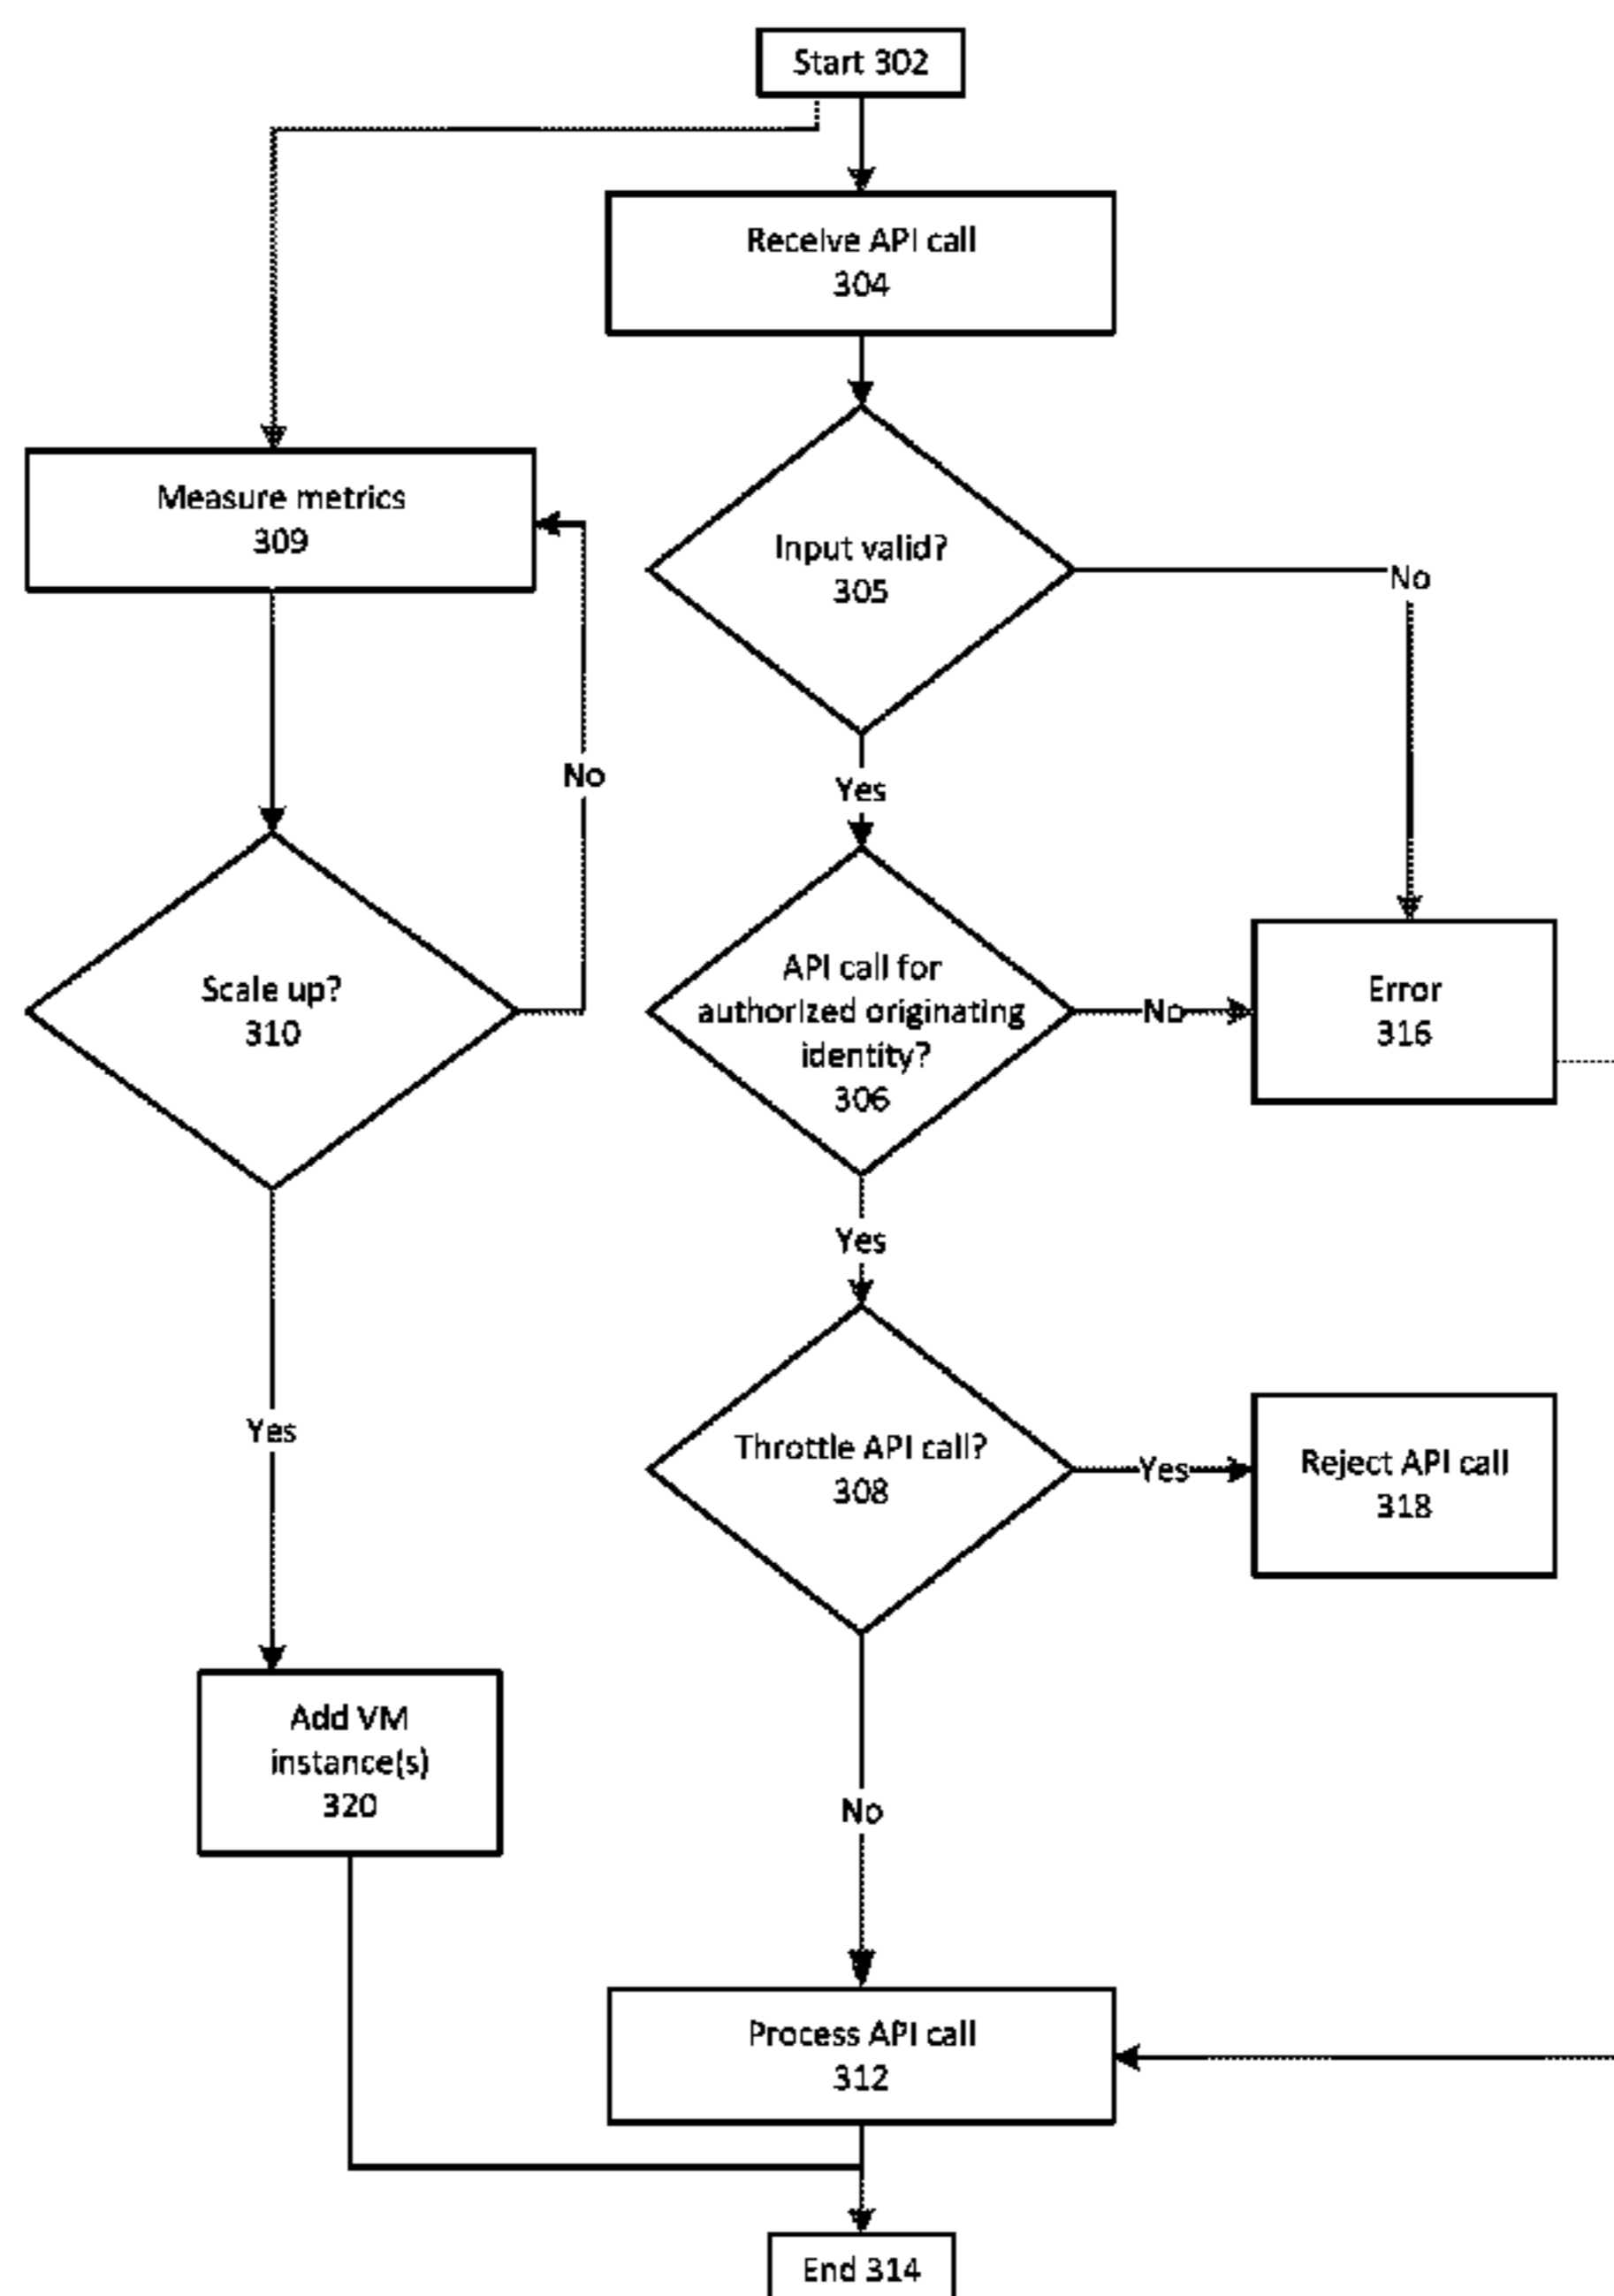 Start 302
Receive API call
304
Measure metrics
309
Input valid?
305
No
No
Yes
Scale up?
310
API call for
authorized originating
identity?
306
No
Error
316
Yes
Yes
Throttle API call?
308
Yes
Reject API call
318
Add VM
instance(s)
320
No
Process API call
312
End 314